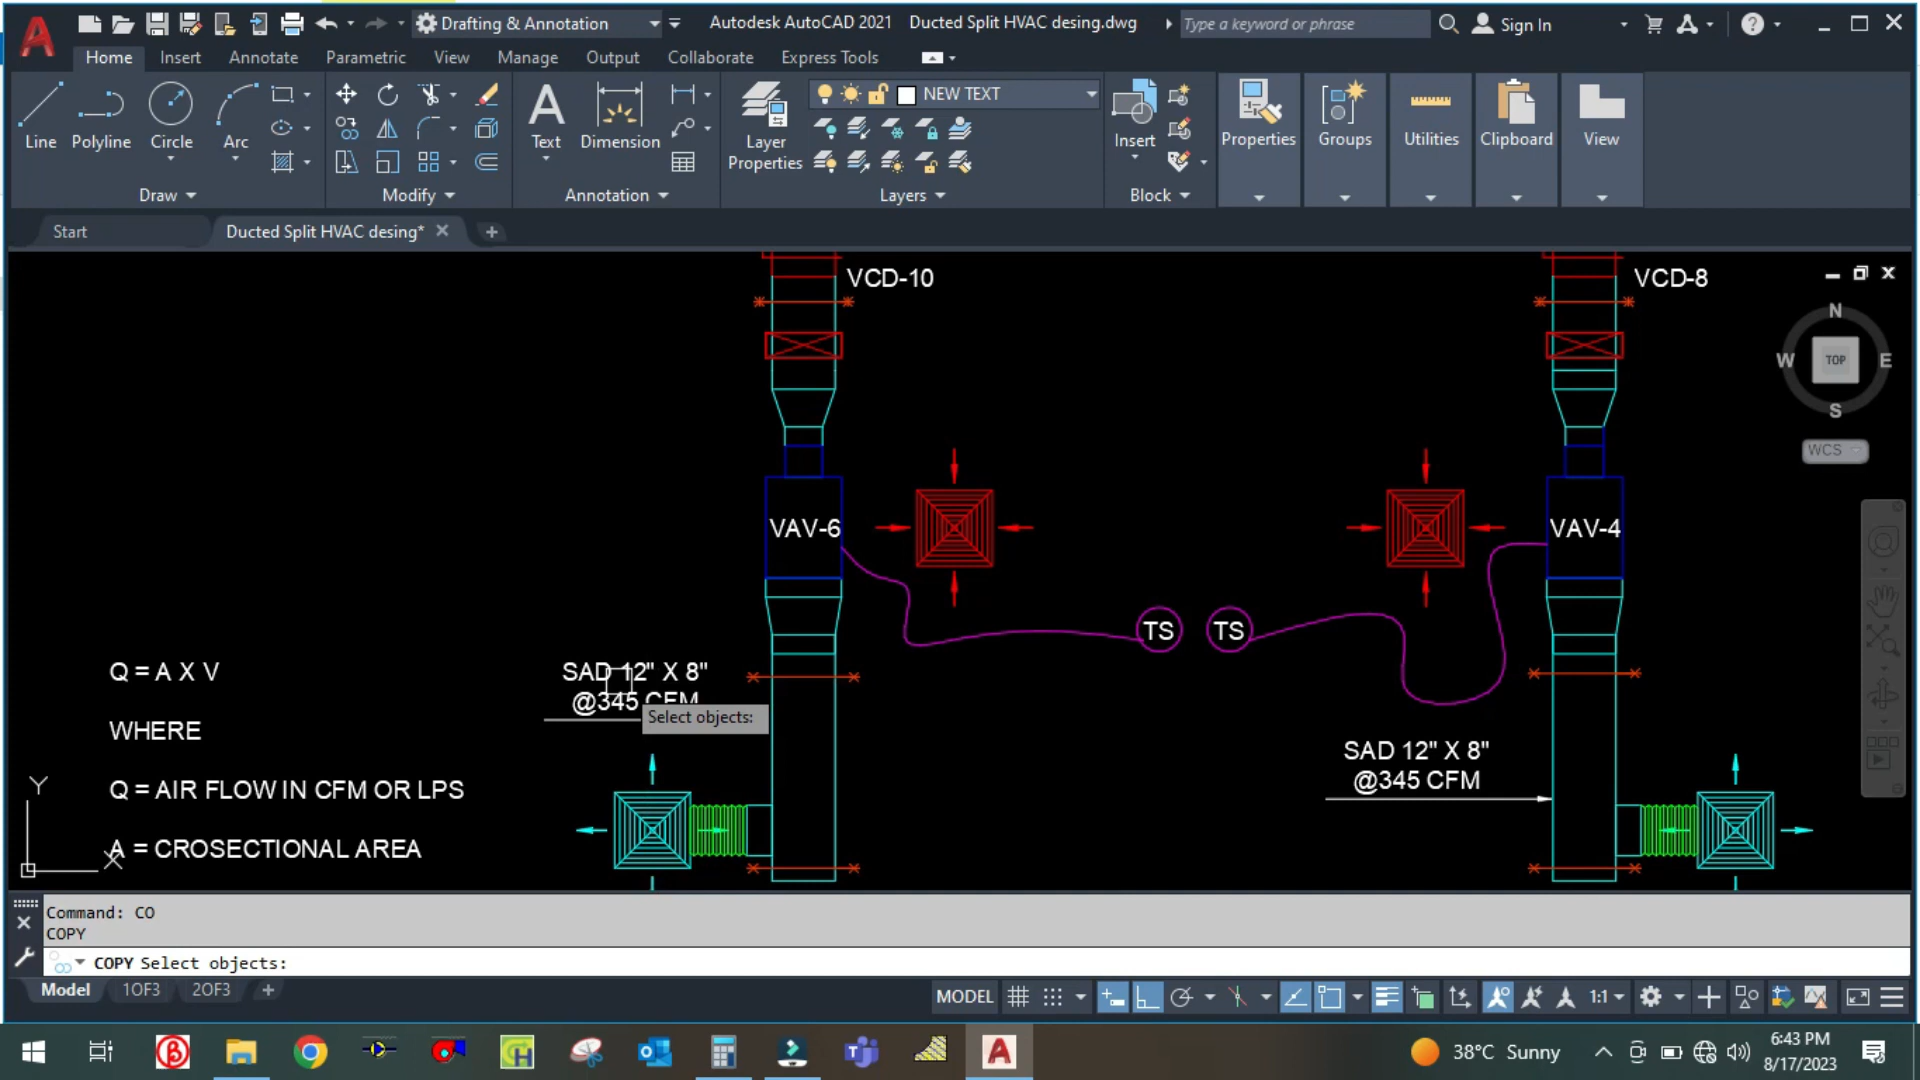 Drafting & Annotation
Autodesk AutoCAD 2021 Ducted Split HVAC desing.dwg
Type a keyword or phrase
Sign In
Home Insert Annotate Parametric View Manage Output Collaborate Express Tools
NEW TEXT
Line Polyline Circle Arc
Text Dimension
Layer
Properties
Insert
Properties Groups Utilities Clipboard View
Draw Modify Annotation Layers Block
Start Ducted Split HVAC desing*
VCD-10
VCD-8
N
W TOP E
S
WCS
VAV-6
VAV-4
TS TS
Q = A X V
WHERE
Q = AIR FLOW IN CFM OR LPS
A = CROSECTIONAL AREA
SAD 12" X 8"
@345 CFM
Select objects:
SAD 12" X 8"
@345 CFM
Y
X
Command: CO
COPY
COPY Select objects:
Model 1OF3 2OF3
MODEL 1:1
38°C Sunny
6:43 PM
8/17/2023